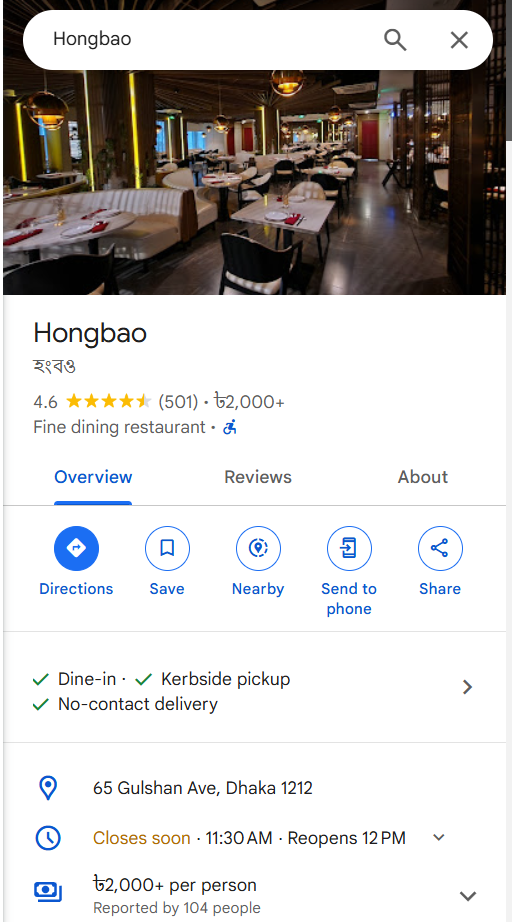 Hongbao
Hongbao
হংবাও
4.6 (501) · ৳2,000+
Fine dining restaurant ·
Overview Reviews About
Directions Save Nearby Send to phone Share
Dine-in · Kerbside pickup
No-contact delivery
65 Gulshan Ave, Dhaka 1212
Closes soon · 11:30 AM · Reopens 12 PM
৳2,000+ per person
Reported by 104 people